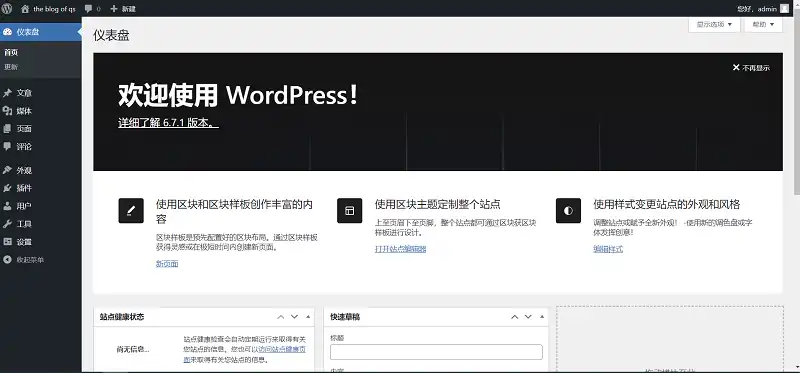 the blog of qs
0
新建
您好，admin
仪表盘
首页
更新
文章
媒体
页面
评论
外观
插件
用户
工具
设置
收起菜单
仪表盘
显示选项
帮助
不再显示
欢迎使用 WordPress！
详细了解 6.7.1 版本。
使用区块和区块样板创作丰富的内
容
区块样板是预先配置好的区块布局。通过区块样板
获得灵感或在极短时间内创建新页面。
新页面
使用区块主题定制整个站点
上至页眉下至页脚，整个站点都可通过区块获区块
样板进行设计。
打开站点编辑器
使用样式变更站点的外观和风格
调整站点或赋予全新外观！ -使用新的调色盘或字
体发挥创意！
编辑样式
站点健康状态
尚无信息...
站点健康检查会自动定期运行来取得有关
您站点的信息。您也可以访问站点健康页
面来取得有关您站点的信息。
快速草稿
标题